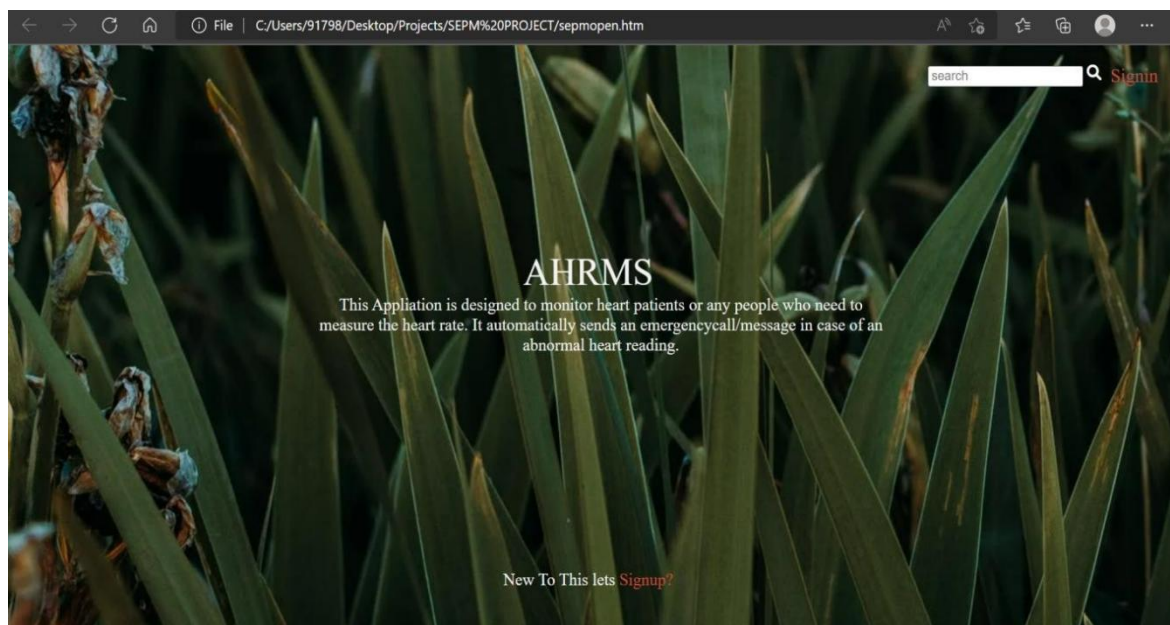 File | C:/Users/91798/Desktop/Projects/SEPM%20PROJECT/sepmopen.htm
search Signin
AHRMS
This Appliation is designed to monitor heart patients or any people who need to
measure the heart rate. It automatically sends an emergencycall/message in case of an
abnormal heart reading.
New To This lets Signup?